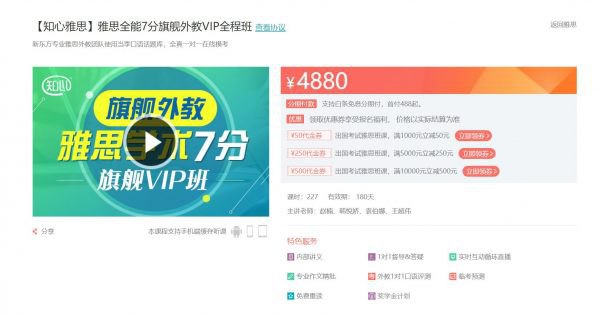 【知心雅思】雅思全能7分旗舰外教VIP全程班 查看协议
返回雅思
新东方专业雅思外教团队使用当季口语话题库，全真一对一在线模考
知心
旗舰外教
雅思学术7分
旗舰VIP班
分享
本课程支持手机端缓存听课
¥4880
分期付款 支持白条免息分期付，首付488起。
优惠 领取优惠券享受报名福利， 价格以实际结算为准
¥50代金券 出国考试雅思班课，满1000元立减50元 立即领券>
¥250代金券 出国考试雅思班课，满5000元立减250元 立即领券>
¥500代金券 出国考试雅思班课，满10000元立减500元 立即领券>
课时：227 有效期： 180天
主讲老师：赵楠、韩悦娇、袁伯娜、王超伟
特色服务
内部讲义 1对1督导&答疑 实时互动循环直播
专业作文精批 外教1对1口语评测 临考预测
免费重读 奖学金计划